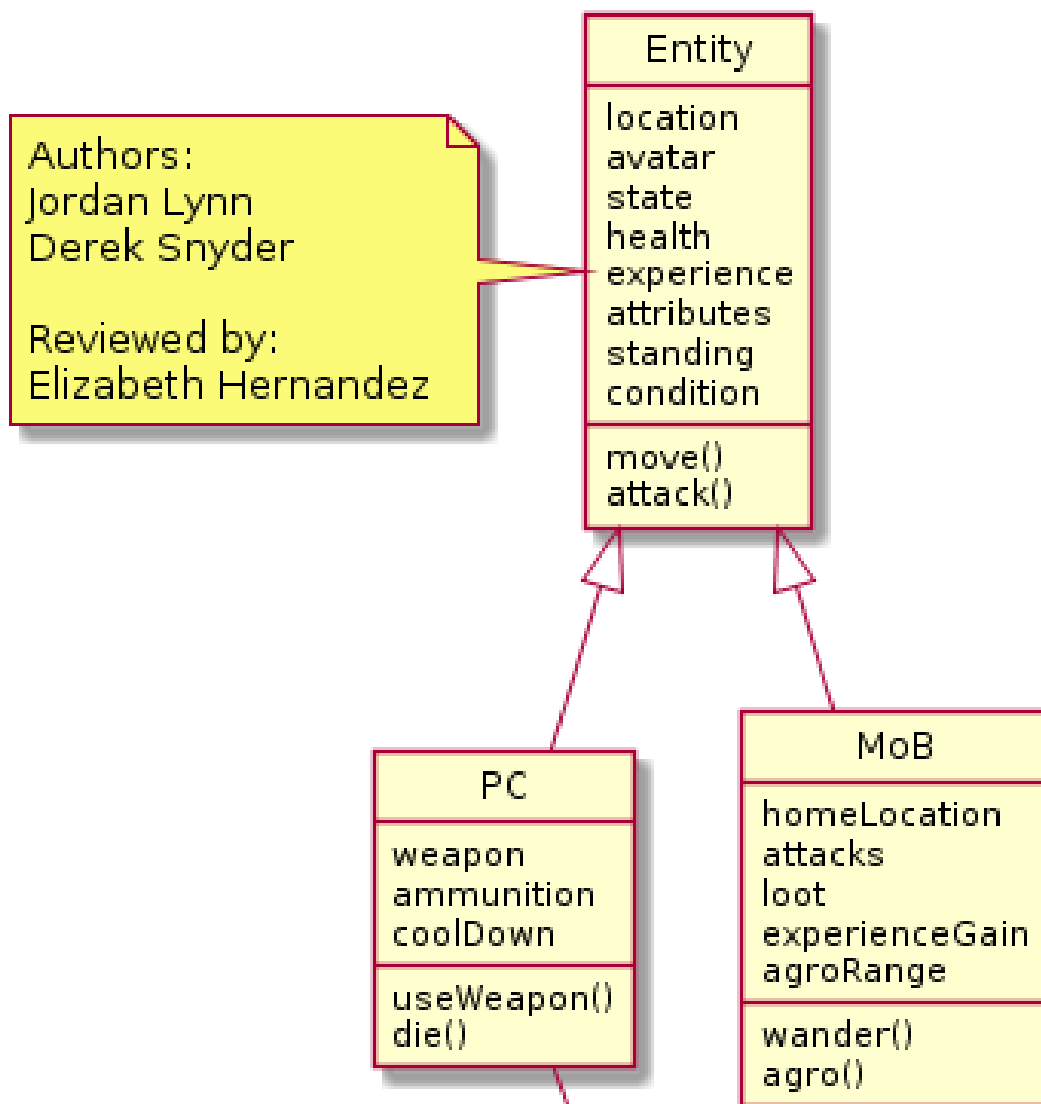 Entity
location
avatar
state
health
experience
attributes
standing
condition
move()
attack()
Authors:
Jordan Lynn
Derek Snyder
Reviewed by:
Elizabeth Hernandez
PC
weapon
ammunition
coolDown
useWeapon()
die()
MoB
homeLocation
attacks
loot
experienceGain
agroRange
wander()
agro()